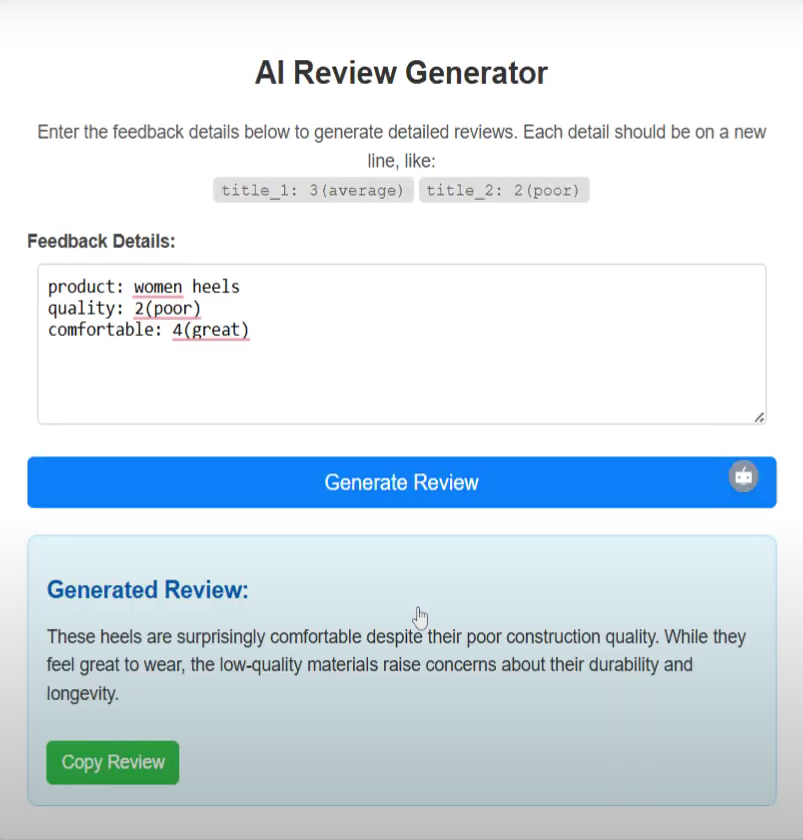 AI Review Generator
Enter the feedback details below to generate detailed reviews. Each detail should be on a new
line, like:
title_1: 3(average) title_2: 2(poor)
Feedback Details:
product: women heels
quality: 2(poor)
comfortable: 4(great)
Generate Review
Generated Review:
These heels are surprisingly comfortable despite their poor construction quality. While they
feel great to wear, the low-quality materials raise concerns about their durability and
longevity.
Copy Review